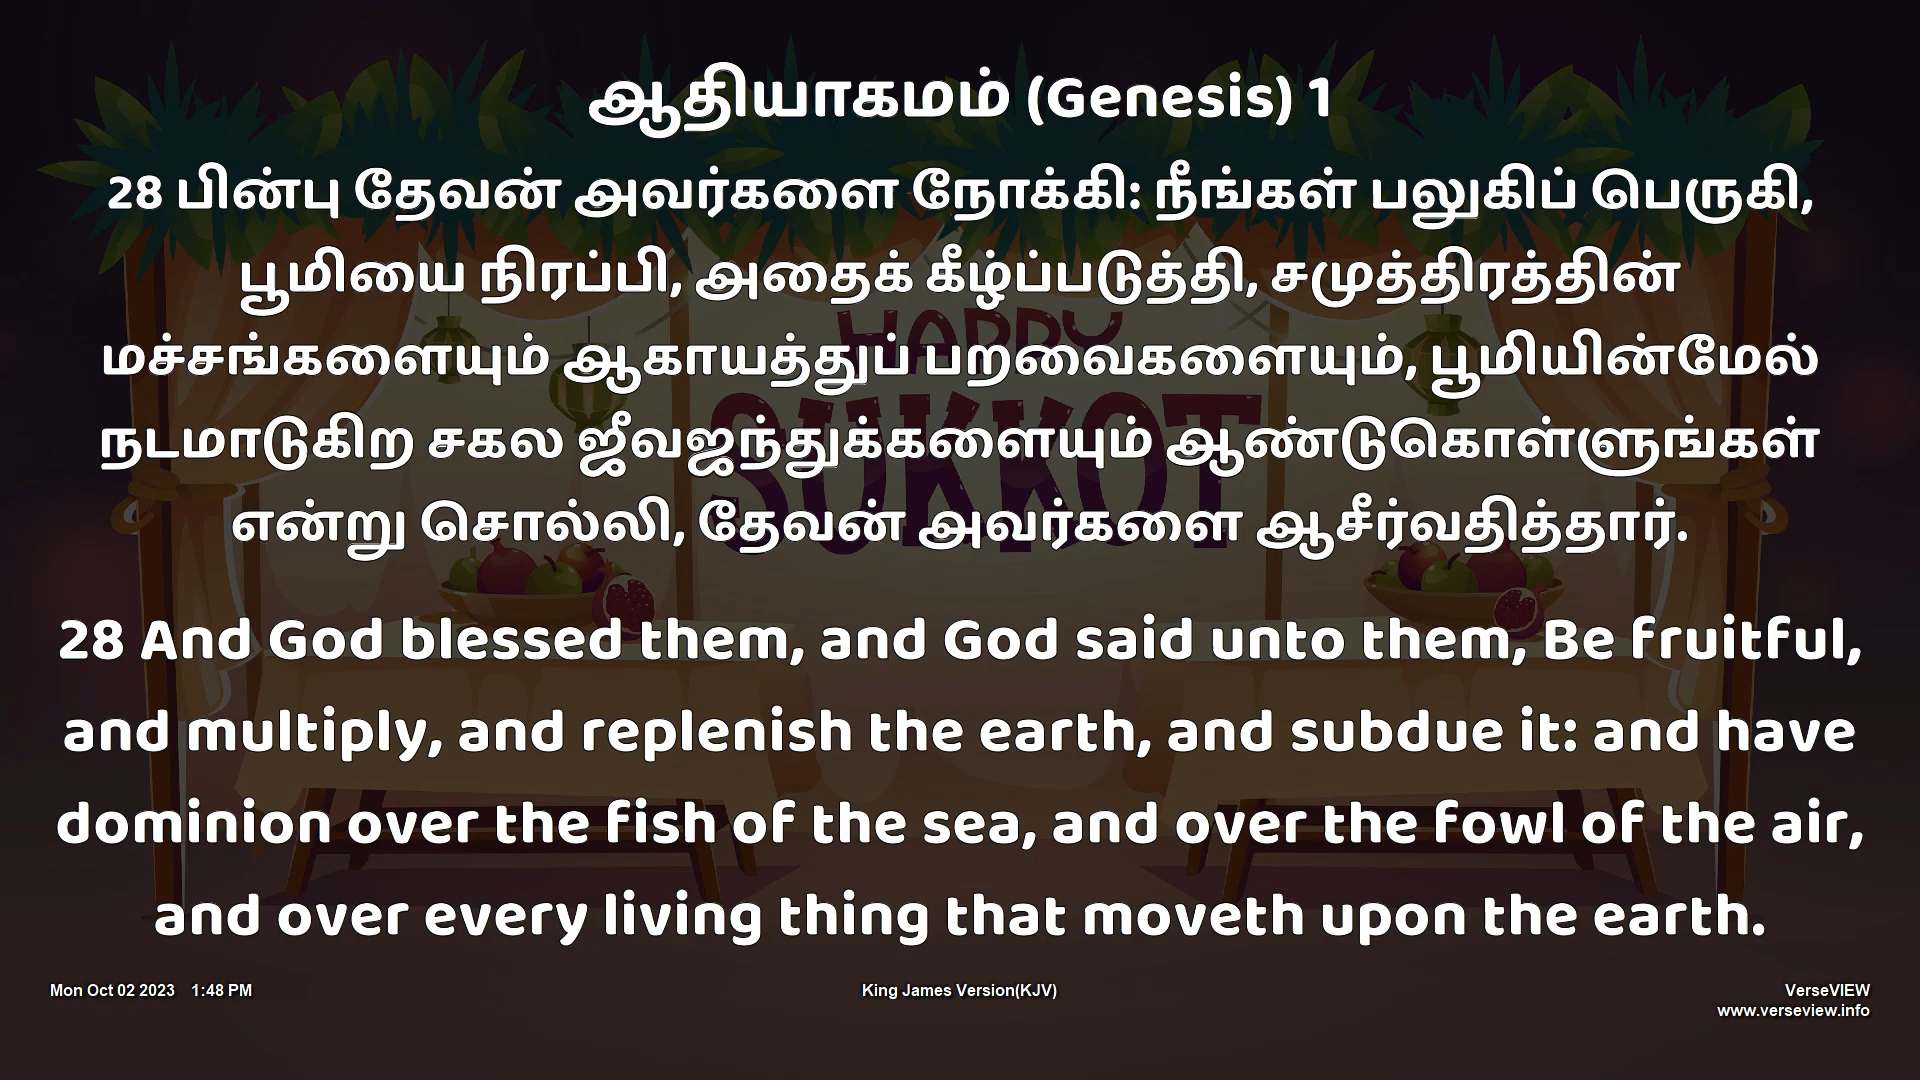 ஆதியாகமம் (Genesis) 1
28 பின்பு தேவன் அவர்களை நோக்கி: நீங்கள் பலுகிப் பெருகி,
பூமியை நிரப்பி, அதைக் கீழ்ப்படுத்தி, சமுத்திரத்தின்
மச்சங்களையும் ஆகாயத்துப் பறவைகளையும், பூமியின்மேல்
நடமாடுகிற சகல ஜீவஜந்துக்களையும் ஆண்டுகொள்ளுங்கள்
என்று சொல்லி, தேவன் அவர்களை ஆசீர்வதித்தார்.
HAPPY
SUKKOT
28 And God blessed them, and God said unto them, Be fruitful,
and multiply, and replenish the earth, and subdue it: and have
dominion over the fish of the sea, and over the fowl of the air,
and over every living thing that moveth upon the earth.
Mon Oct 02 2023 1:48 PM
King James Version(KJV)
VerseVIEW
www.verseview.info